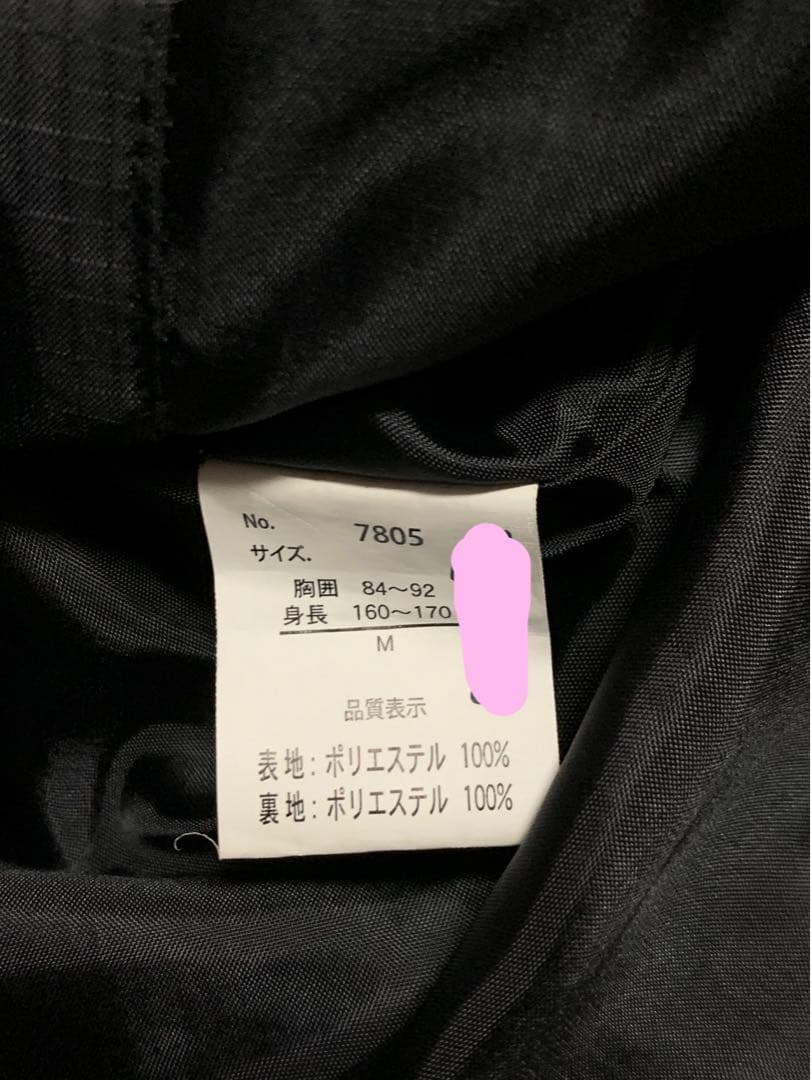 No. 7805
サイズ.
胸囲 84～92
身長 160～170
M
品質表示
表地：ポリエステル 100%
裏地：ポリエステル 100%